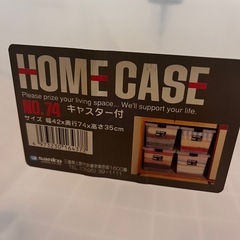 HOME CASE
Please prize your living space... We'll support your life.
NO.74 キャスター付
サイズ 幅42×奥行74×高さ35cm
sanka